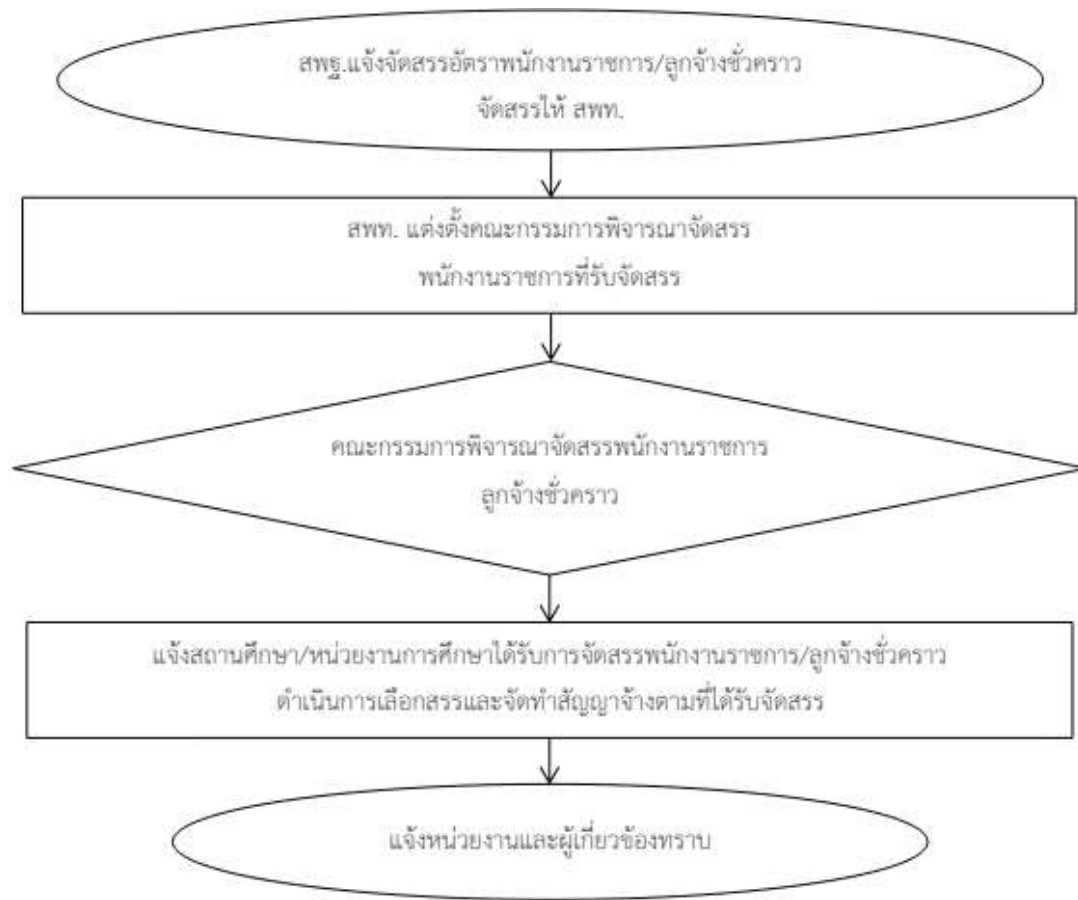 สพฐ.แจ้งจัดสรรอัตราพนักงานราชการ/ลูกจ้างชั่วคราว
จัดสรรให้ สพท.
สพท. แต่งตั้งคณะกรรมการพิจารณาจัดสรร
พนักงานราชการที่รับจัดสรร
คณะกรรมการพิจารณาจัดสรรพนักงานราชการ
ลูกจ้างชั่วคราว
แจ้งสถานศึกษา/หน่วยงานการศึกษาได้รับการจัดสรรพนักงานราชการ/ลูกจ้างชั่วคราว
ดำเนินการเลือกสรรและจัดทำสัญญาจ้างตามที่ได้รับจัดสรร
แจ้งหน่วยงานและผู้เกี่ยวข้องทราบ